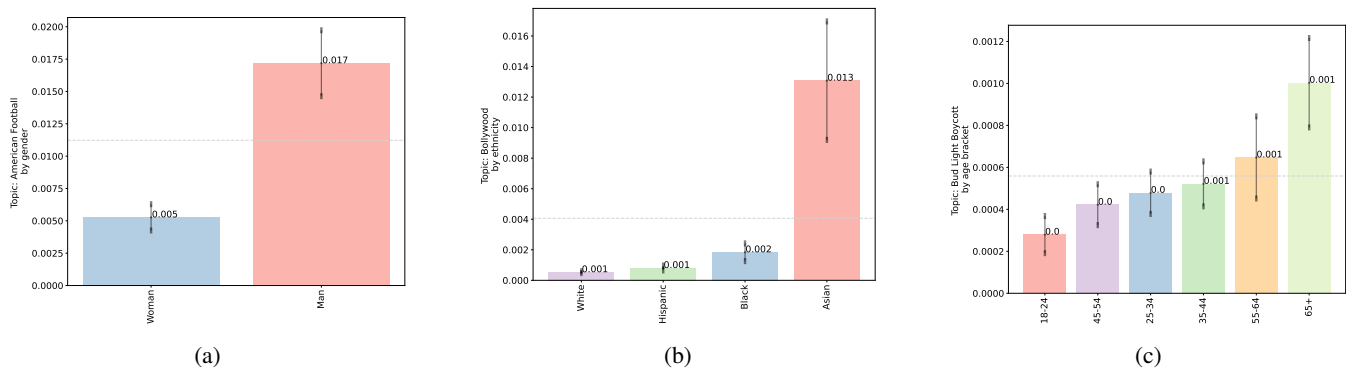 0.0200
0.0175
0.0150
0.0125
0.0100
0.0075
0.0050
0.0025
0.0000
Topic: American Football
by gender
0.005
0.017
Woman
Man
(a)
0.016
0.014
0.012
0.010
0.008
0.006
0.004
0.002
0.000
Topic: Bollywood
by ethnicity
0.001
0.001
0.002
0.013
White
Hispanic
Black
Asian
(b)
0.0012
0.0010
0.0008
0.0006
0.0004
0.0002
0.0000
Topic: Bud Light Boycott
by age bracket
0.0
0.0
0.0
0.001
0.001
0.001
18-24
45-54
25-34
35-44
55-64
65+
(c)